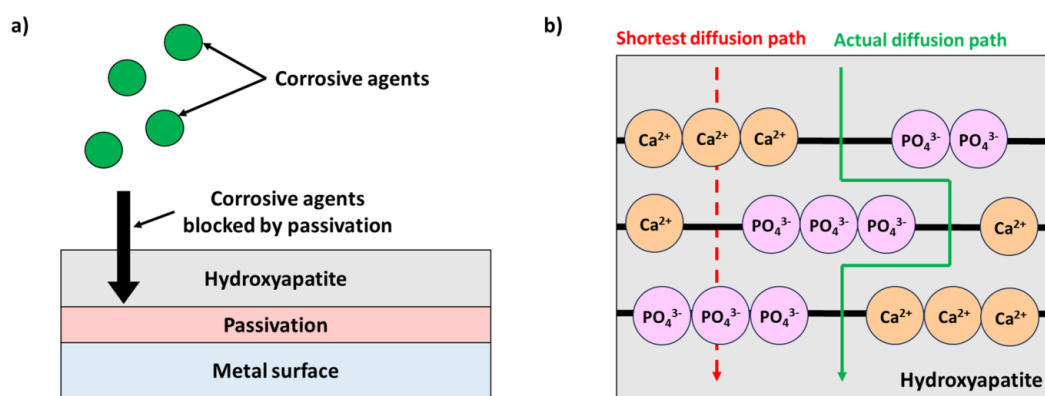 a)
Corrosive agents
Corrosive agents
blocked by passivation
Hydroxyapatite
Passivation
Metal surface
b)
Shortest diffusion path
Actual diffusion path
Ca²⁺ Ca²⁺ Ca²⁺ PO₄³⁻ PO₄³⁻
Ca²⁺ PO₄³⁻ PO₄³⁻ PO₄³⁻ Ca²⁺
PO₄³⁻ PO₄³⁻ PO₄³⁻ Ca²⁺ Ca²⁺ Ca²⁺
Hydroxyapatite